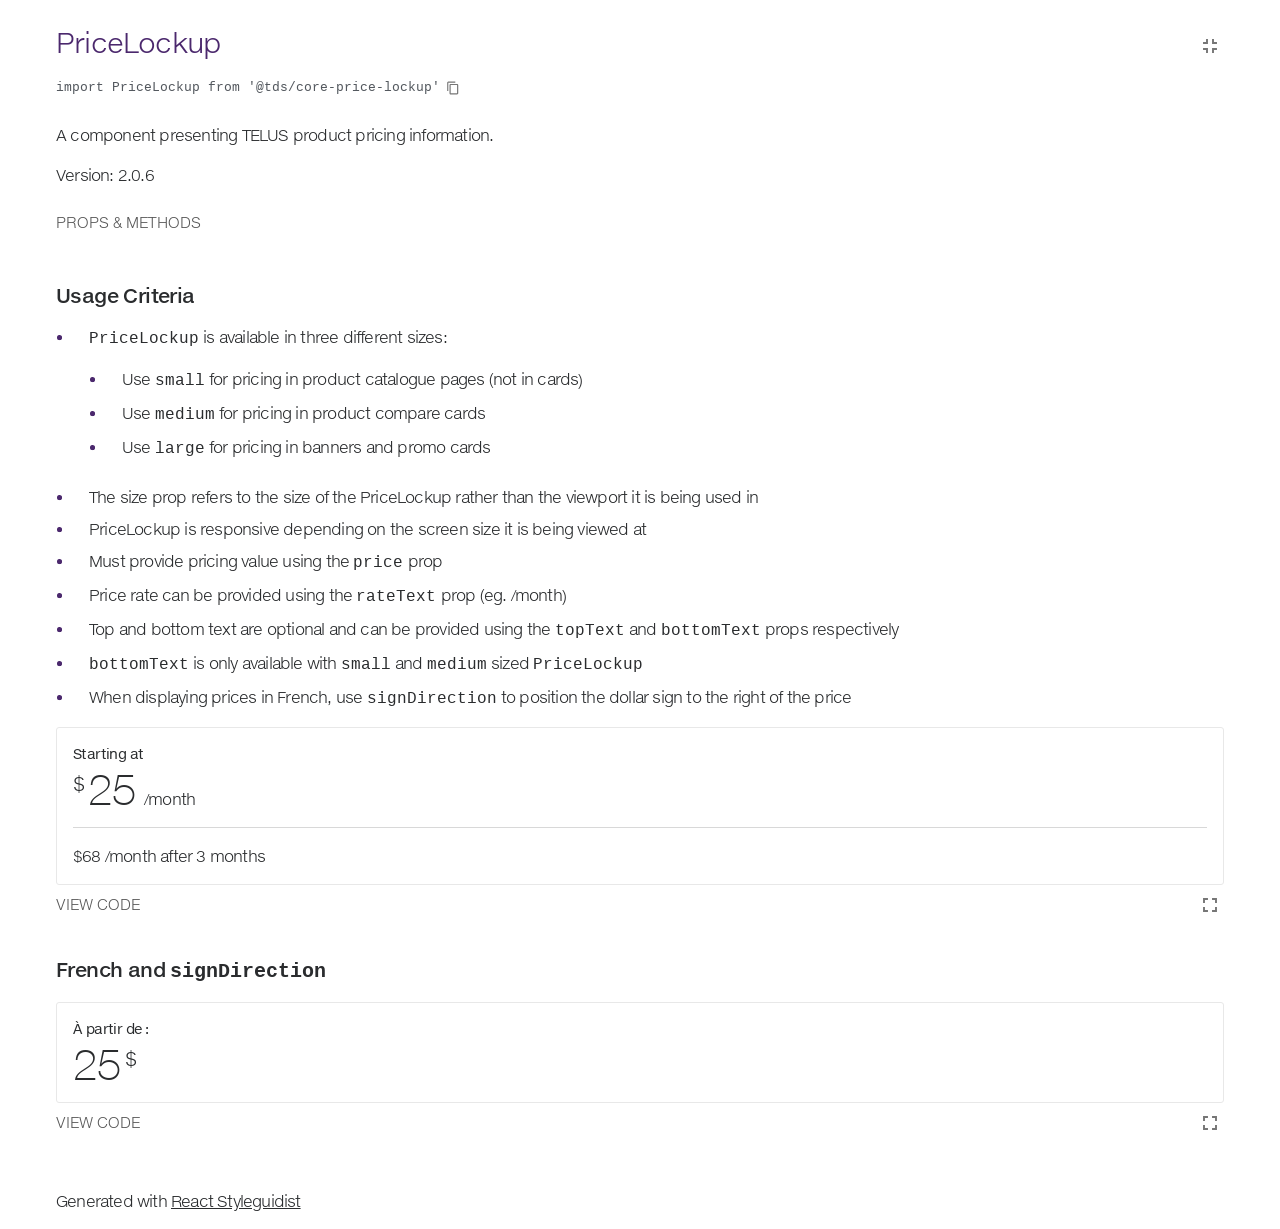 PriceLockup
import PriceLockup from '@tds/core-price-lockup'
A component presenting TELUS product pricing information.
Version: 2.0.6
PROPS & METHODS
Usage Criteria
• PriceLockup is available in three different sizes:
• Use small for pricing in product catalogue pages (not in cards)
• Use medium for pricing in product compare cards
• Use large for pricing in banners and promo cards
• The size prop refers to the size of the PriceLockup rather than the viewport it is being used in
• PriceLockup is responsive depending on the screen size it is being viewed at
• Must provide pricing value using the price prop
• Price rate can be provided using the rateText prop (eg. /month)
• Top and bottom text are optional and can be provided using the topText and bottomText props respectively
• bottomText is only available with small and medium sized PriceLockup
• When displaying prices in French, use signDirection to position the dollar sign to the right of the price
Starting at
$25 /month
$68 /month after 3 months
VIEW CODE
French and signDirection
À partir de :
25$
VIEW CODE
Generated with React Styleguidist